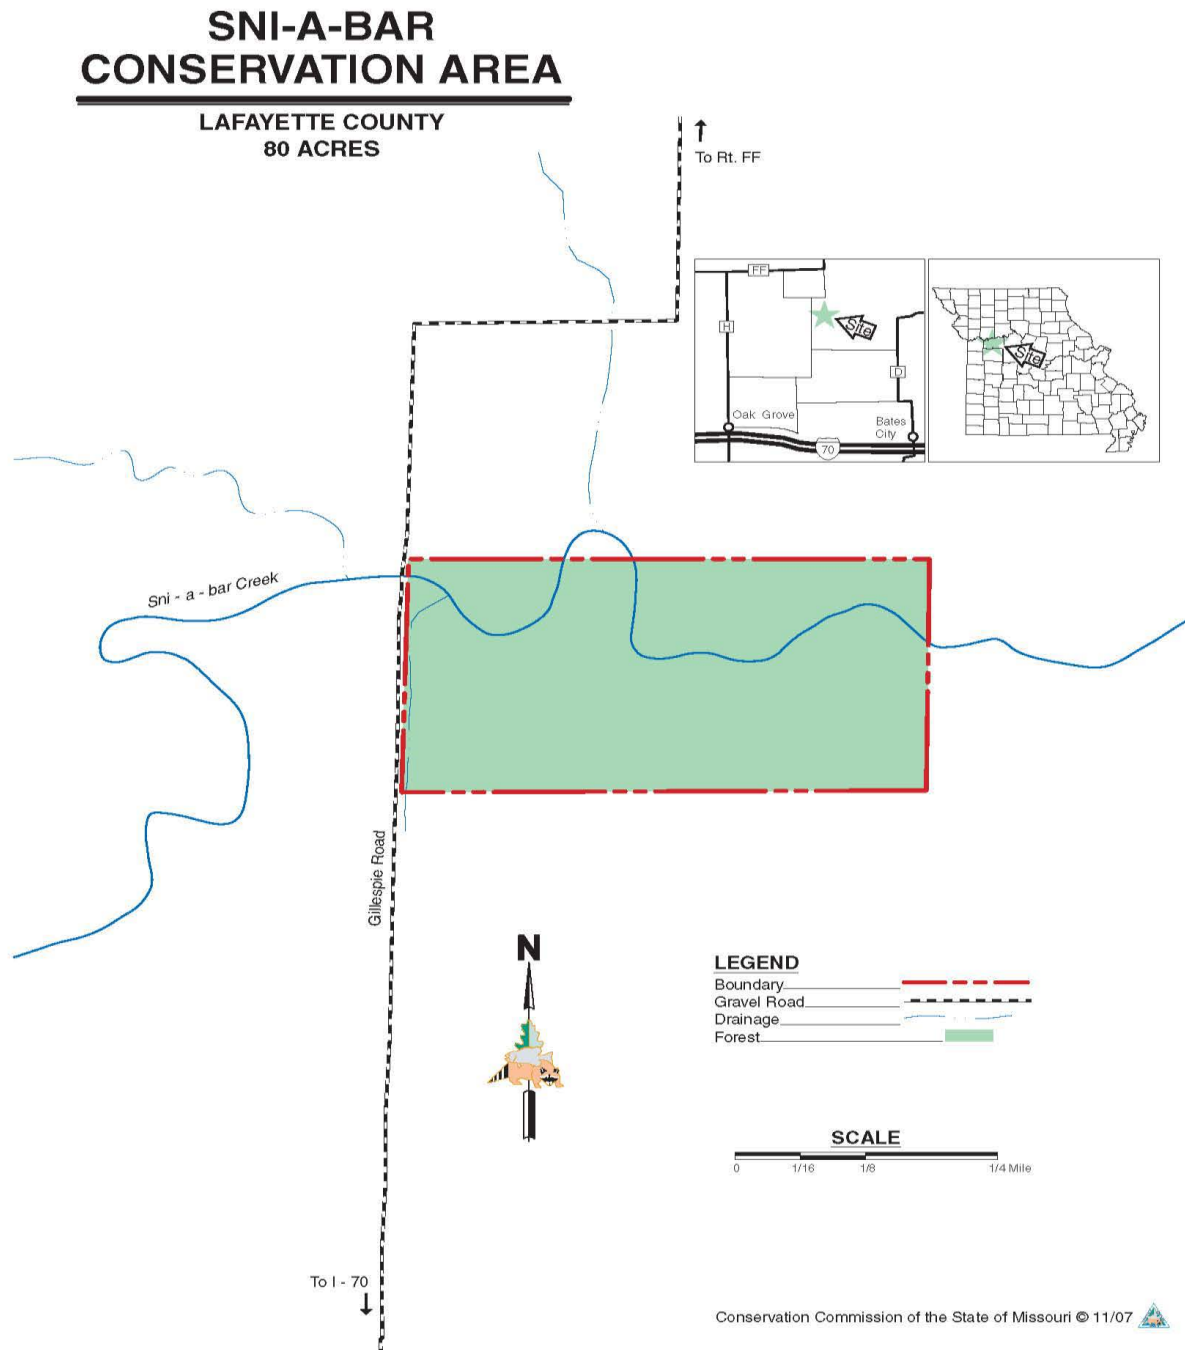 SNI-A-BAR
CONSERVATION AREA
LAFAYETTE COUNTY
80 ACRES
To Rt. FF
FF
H
Site
D
Oak Grove
Bates
City
70
Site
Sni - a - bar Creek
Gillespie Road
N
LEGEND
Boundary
Gravel Road
Drainage
Forest
SCALE
0 1/16 1/8 1/4 Mile
To I - 70
Conservation Commission of the State of Missouri © 11/07